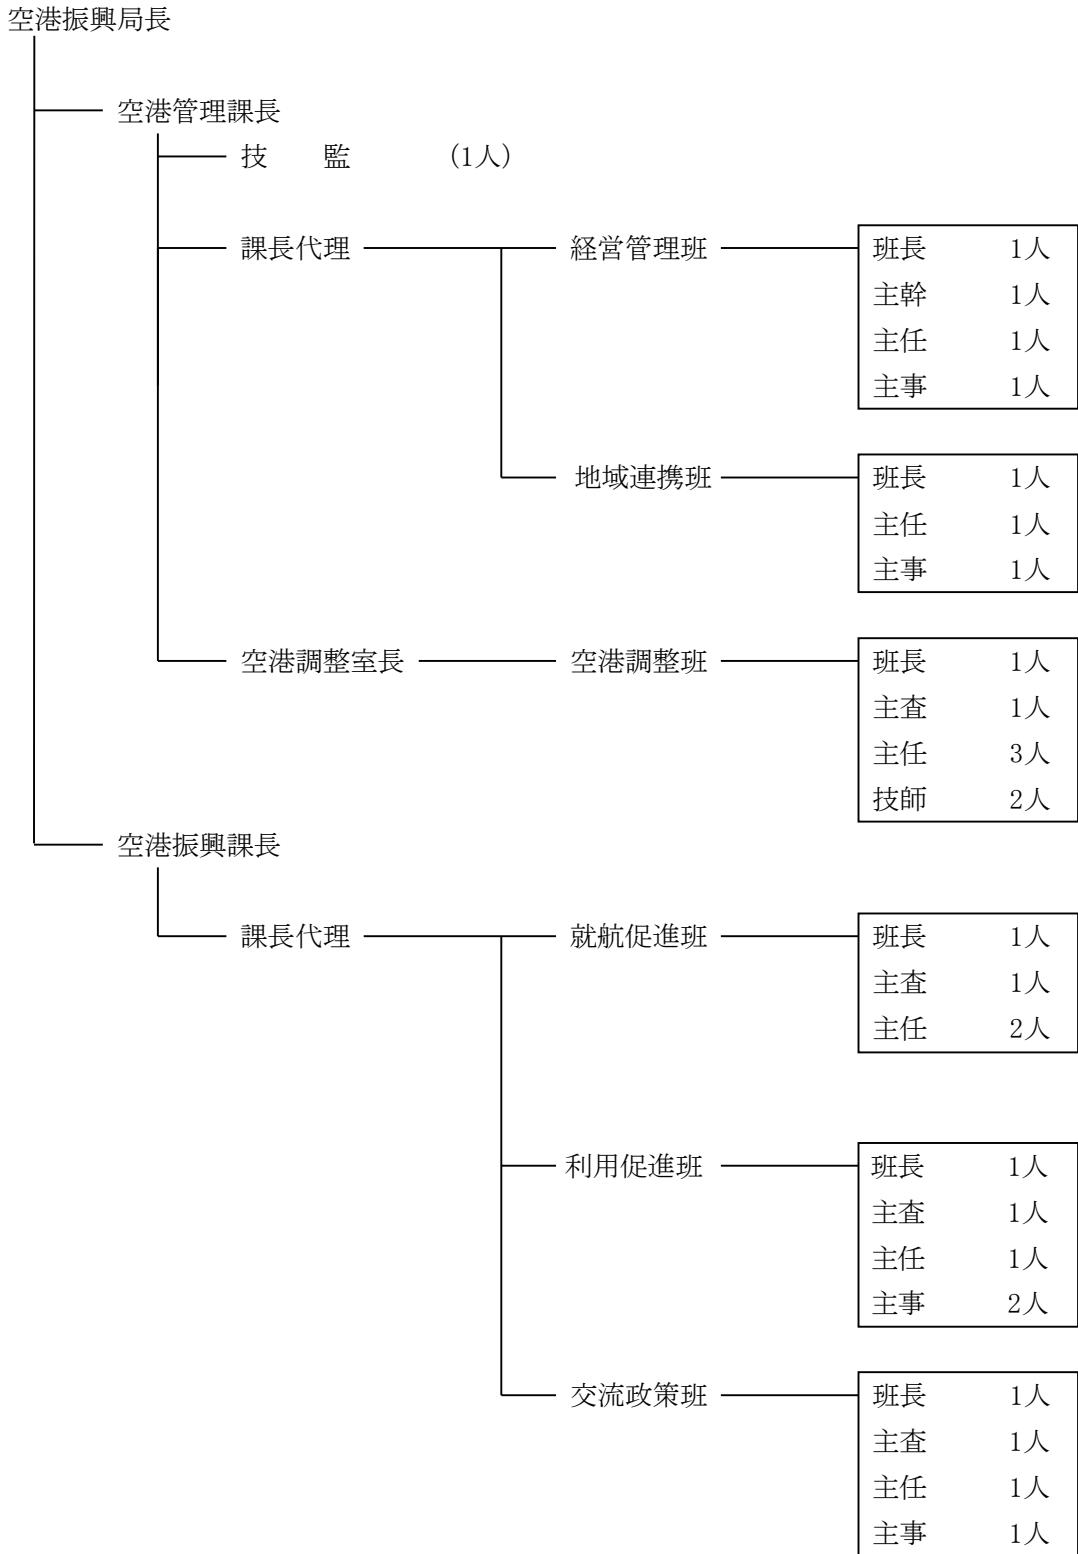 空港振興局長
空港管理課長
技　監　（1人）
課長代理 経営管理班 班長 1人
主幹 1人
主任 1人
主事 1人
地域連携班 班長 1人
主任 1人
主事 1人
空港調整室長 空港調整班 班長 1人
主査 1人
主任 3人
技師 2人
空港振興課長
課長代理 就航促進班 班長 1人
主査 1人
主任 2人
利用促進班 班長 1人
主査 1人
主任 1人
主事 2人
交流政策班 班長 1人
主査 1人
主任 1人
主事 1人